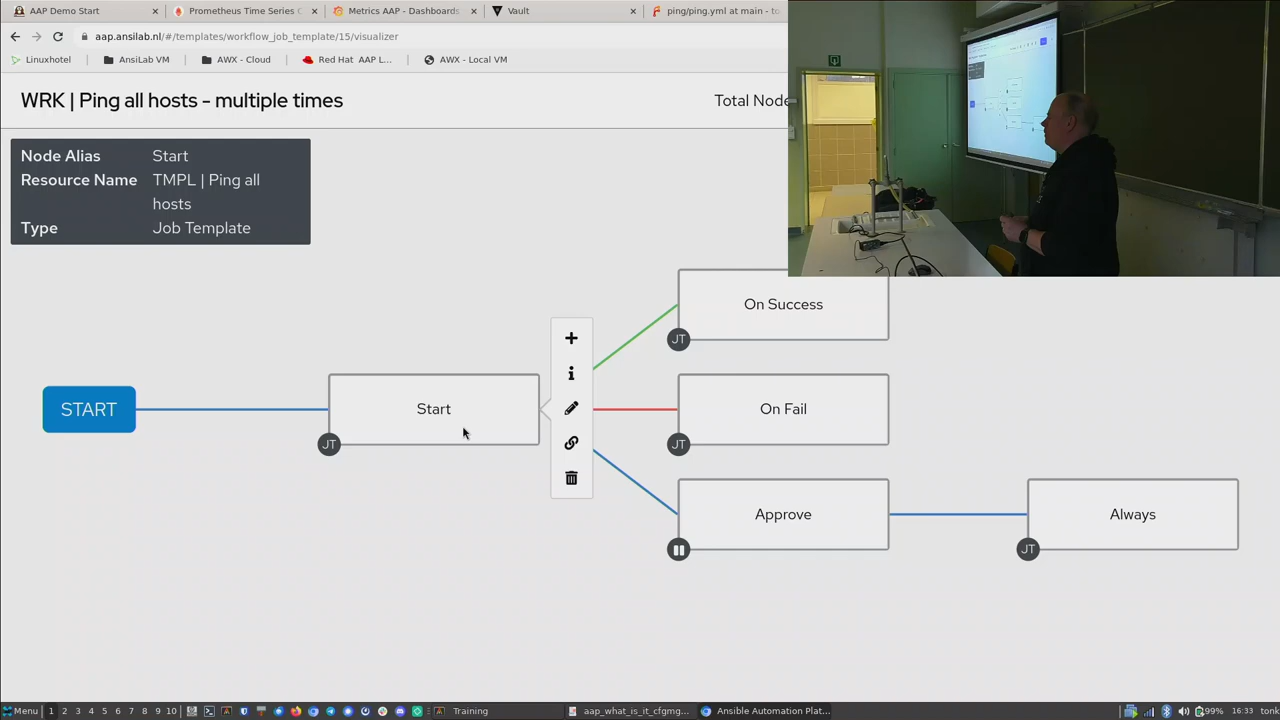 AAP Demo Start
Prometheus Time Series C
Metrics AAP - Dashboards
Vault
ping/ping.yml at main - to
aap.ansilab.nl/#/templates/workflow_job_template/15/visualizer
Linuxhotel
AnsiLab VM
AWX - Cloud
Red Hat AAP L...
AWX - Local VM
WRK | Ping all hosts - multiple times
Total Node
Node Alias Start
Resource Name TMPL | Ping all
hosts
Type Job Template
On Success
JT
START
Start
JT
On Fail
JT
Approve
Always
JT
Menu 1 2 3 4 5 6 7 8 9 10 Training aap_what_is_it_cfgmg... Ansible Automation Plat... 99% 16:33 tonk